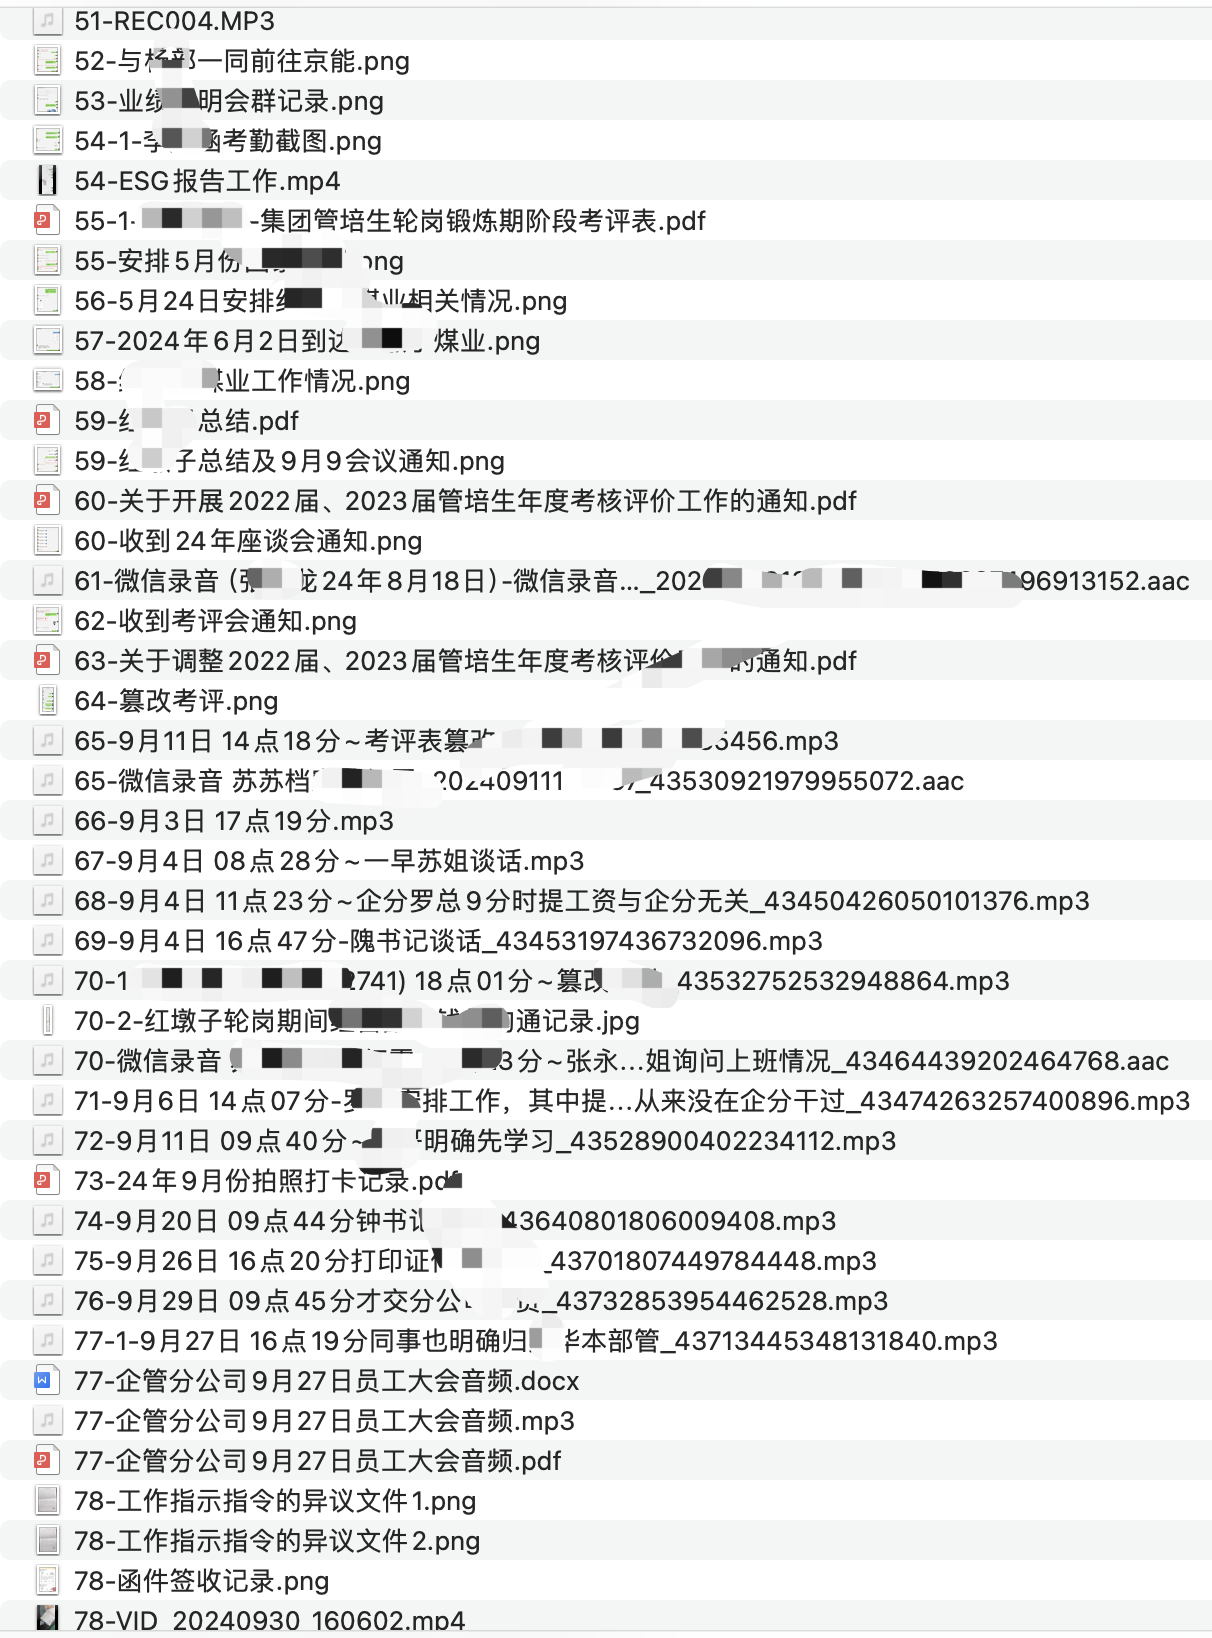 51-REC004.MP3
52-与 一同前往京能.png
53-业绩 明会群记录.png
54-1-李 函考勤截图.png
54-ESG报告工作.mp4
55-1- -集团管培生轮岗锻炼期阶段考评表.pdf
55-安排5月份 png
56-5月24日安排 业相关情况.png
57-2024年6月2日到达 煤业.png
58- 煤业工作情况.png
59-红 总结.pdf
59-红 子总结及9月9会议通知.png
60-关于开展2022届、2023届管培生年度考核评价工作的通知.pdf
60-收到24年座谈会通知.png
61-微信录音 (张 龙24年8月18日)-微信录音..._202 96913152.aac
62-收到考评会通知.png
63-关于调整2022届、2023届管培生年度考核评价 的通知.pdf
64-篡改考评.png
65-9月11日 14点18分~考评表篡改 5456.mp3
65-微信录音 苏苏档 202409111 _43530921979955072.aac
66-9月3日 17点19分.mp3
67-9月4日 08点28分~一早苏姐谈话.mp3
68-9月4日 11点23分~企分罗总9分时提工资与企分无关_43450426050101376.mp3
69-9月4日 16点47分-隗书记谈话_43453197436732096.mp3
70-1 2741) 18点01分~篡改 43532752532948864.mp3
70-2-红墩子轮岗期间 沟通记录.jpg
70-微信录音 3分~张永...姐询问上班情况_43464439202464768.aac
71-9月6日 14点07分-罗 安排工作，其中提...从来没在企分干过_43474263257400896.mp3
72-9月11日 09点40分~ 明确先学习_43528900402234112.mp3
73-24年9月份拍照打卡记录.pdf
74-9月20日 09点44分钟书记 43640801806009408.mp3
75-9月26日 16点20分打印证 _43701807449784448.mp3
76-9月29日 09点45分才交分公 _43732853954462528.mp3
77-1-9月27日 16点19分同事也明确归 华本部管_43713445348131840.mp3
77-企管分公司9月27日员工大会音频.docx
77-企管分公司9月27日员工大会音频.mp3
77-企管分公司9月27日员工大会音频.pdf
78-工作指示指令的异议文件1.png
78-工作指示指令的异议文件2.png
78-函件签收记录.png
78-VID_20240930_160602.mp4